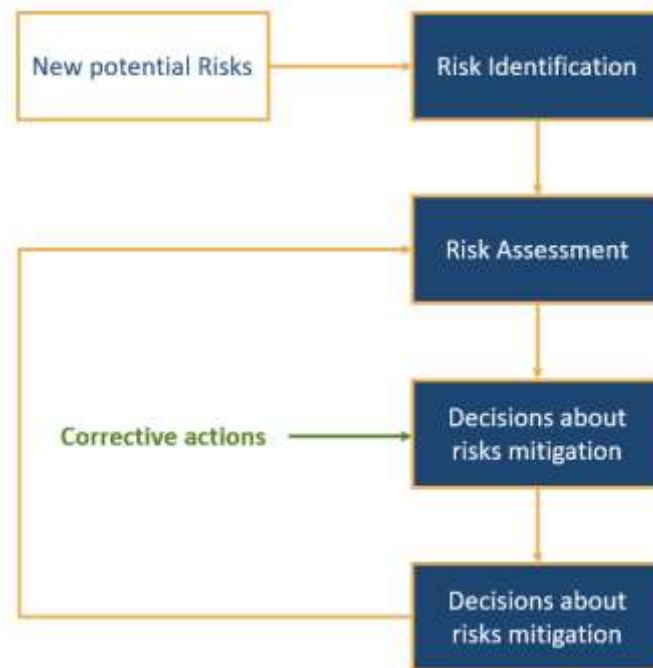 New potential Risks
Risk Identification
Risk Assessment
Corrective actions
Decisions about
risks mitigation
Decisions about
risks mitigation